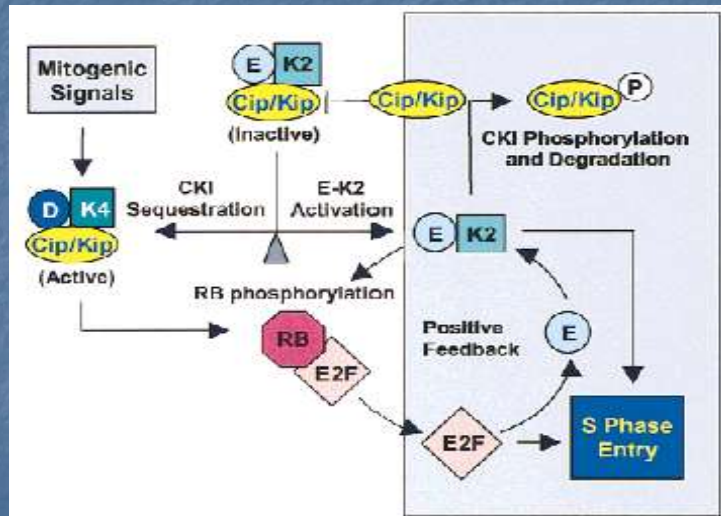 Mitogenic
Signals
E K2
Cip/Kip
(Inactive)
Cip/Kip
Cip/Kip P
CKI Phosphorylation
and Degradation
CKI
Sequestration
E-K2
Activation
D K4
Cip/Kip
(Active)
E K2
RB phosphorylation
RB
E2F
Positive
Feedback
E
E2F
S Phase
Entry